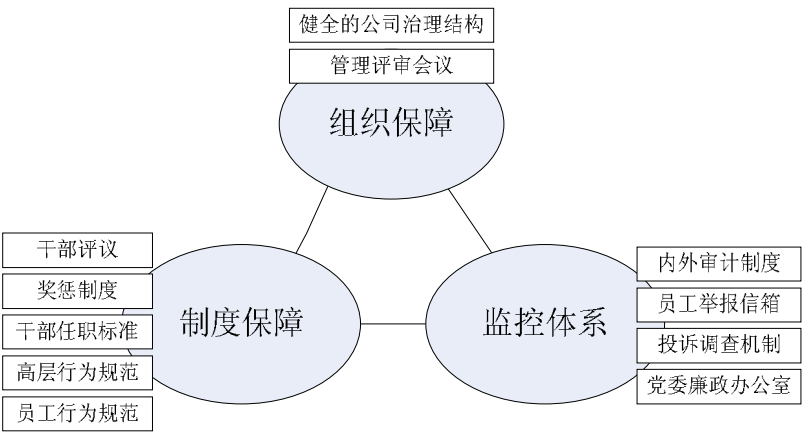 健全的公司治理结构
管理评审会议
组织保障
干部评议
奖惩制度
干部任职标准
高层行为规范
员工行为规范
制度保障
监控体系
内外审计制度
员工举报信箱
投诉调查机制
党委廉政办公室